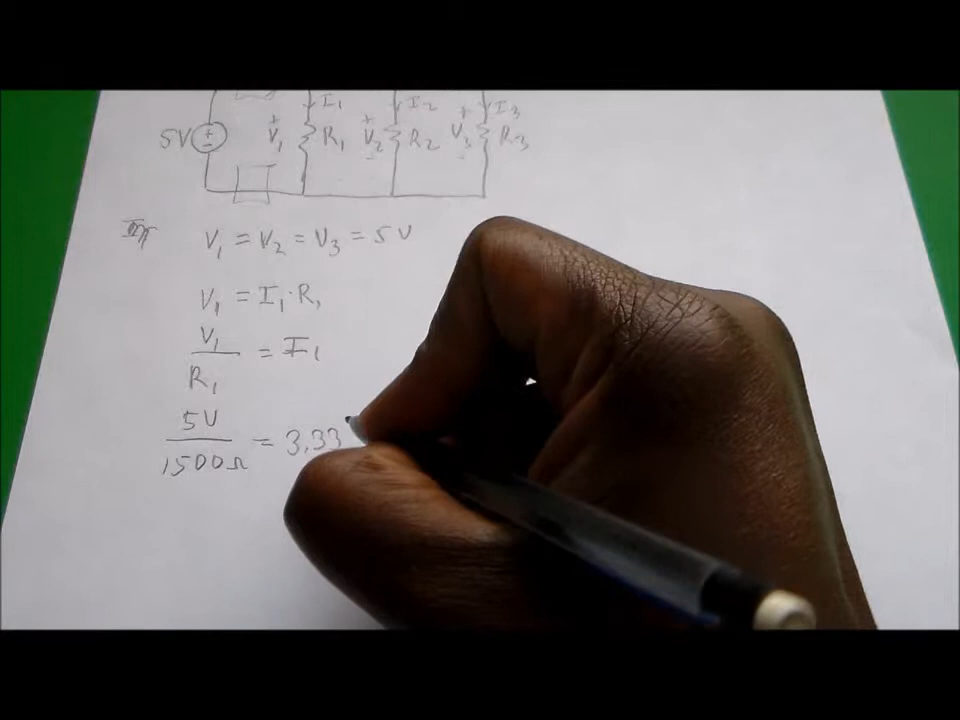 I₁ I₂ I₃
5V + - + V₁ R₁ + V₂ - R₂ + V₃ - R₃
V₁ = V₂ = V₃ = 5V
V₁ = I₁·R₁
V₁
= I₁
R₁
5V
= 3,33
1500Ω